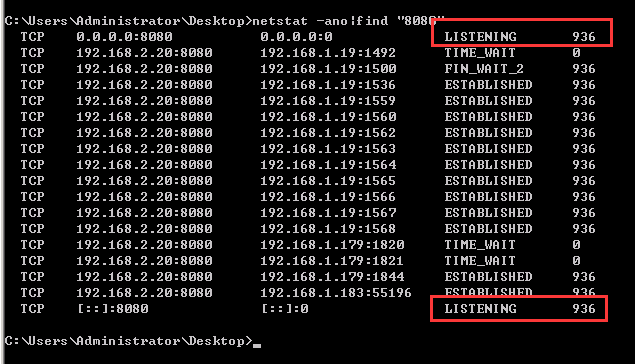 C:\Users\Administrator\Desktop>netstat -ano|find "8080"
TCP 0.0.0.0:8080 0.0.0.0:0 LISTENING 936
TCP 192.168.2.20:8080 192.168.1.19:1492 TIME_WAIT 0
TCP 192.168.2.20:8080 192.168.1.19:1500 FIN_WAIT_2 936
TCP 192.168.2.20:8080 192.168.1.19:1536 ESTABLISHED 936
TCP 192.168.2.20:8080 192.168.1.19:1559 ESTABLISHED 936
TCP 192.168.2.20:8080 192.168.1.19:1560 ESTABLISHED 936
TCP 192.168.2.20:8080 192.168.1.19:1562 ESTABLISHED 936
TCP 192.168.2.20:8080 192.168.1.19:1563 ESTABLISHED 936
TCP 192.168.2.20:8080 192.168.1.19:1564 ESTABLISHED 936
TCP 192.168.2.20:8080 192.168.1.19:1565 ESTABLISHED 936
TCP 192.168.2.20:8080 192.168.1.19:1566 ESTABLISHED 936
TCP 192.168.2.20:8080 192.168.1.19:1567 ESTABLISHED 936
TCP 192.168.2.20:8080 192.168.1.19:1568 ESTABLISHED 936
TCP 192.168.2.20:8080 192.168.1.179:1820 TIME_WAIT 0
TCP 192.168.2.20:8080 192.168.1.179:1821 TIME_WAIT 0
TCP 192.168.2.20:8080 192.168.1.179:1844 ESTABLISHED 936
TCP 192.168.2.20:8080 192.168.1.183:55196 ESTABLISHED 936
TCP [::]:8080 [::]:0 LISTENING 936
C:\Users\Administrator\Desktop>_